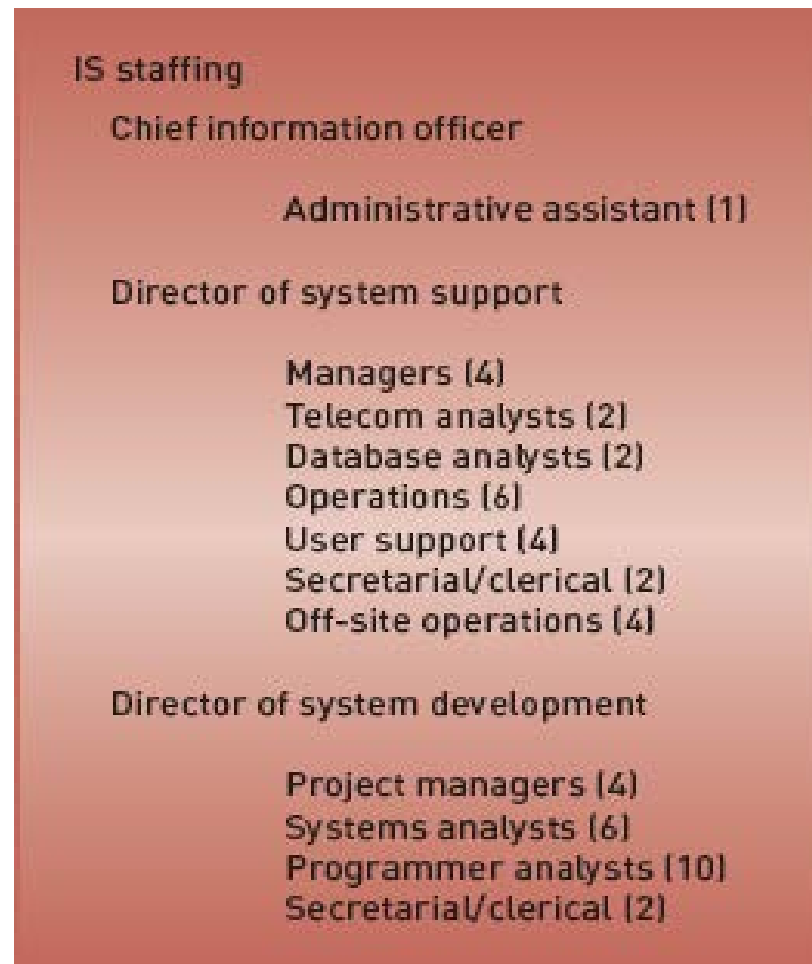 IS staffing
Chief information officer
Administrative assistant (1)
Director of system support
Managers (4)
Telecom analysts (2)
Database analysts (2)
Operations (6)
User support (4)
Secretarial/clerical (2)
Off-site operations (4)
Director of system development
Project managers (4)
Systems analysts (6)
Programmer analysts (10)
Secretarial/clerical (2)